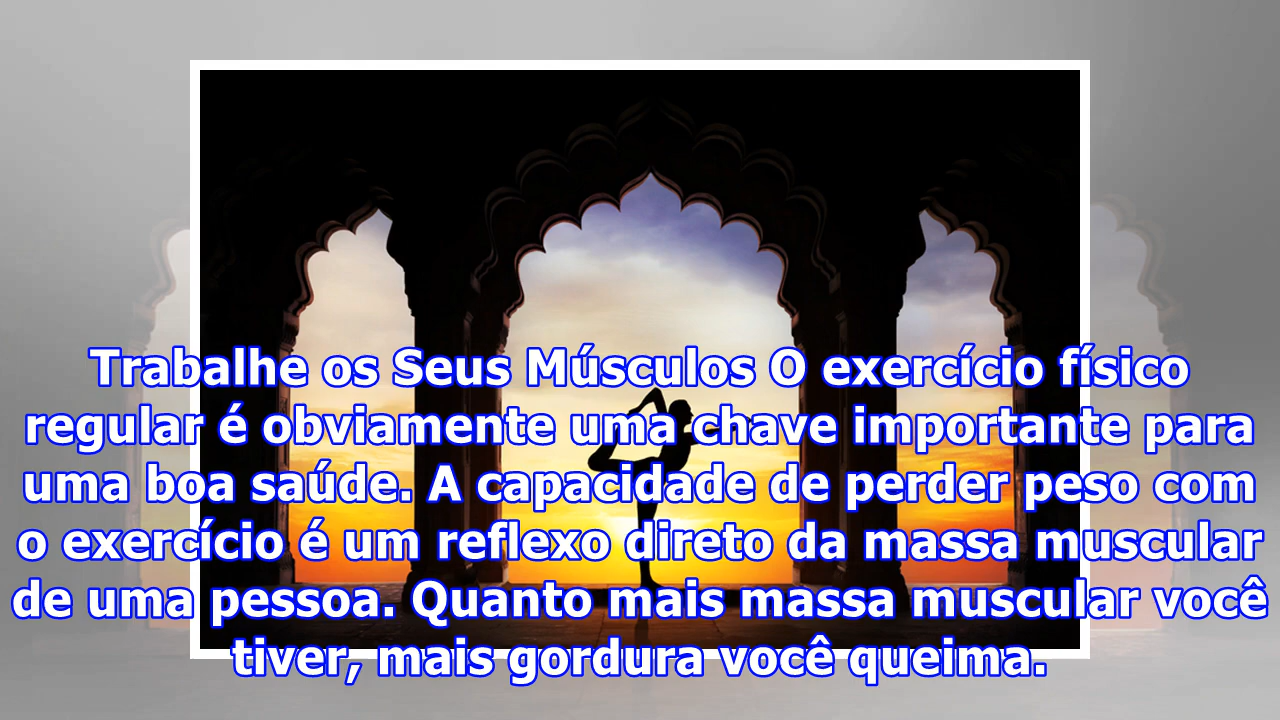 Trabalhe os Seus Músculos O exercício físico
regular é obviamente uma chave importante para
uma boa saúde. A capacidade de perder peso com
o exercício é um reflexo direto da massa muscular
de uma pessoa. Quanto mais massa muscular você
tiver, mais gordura você queima.